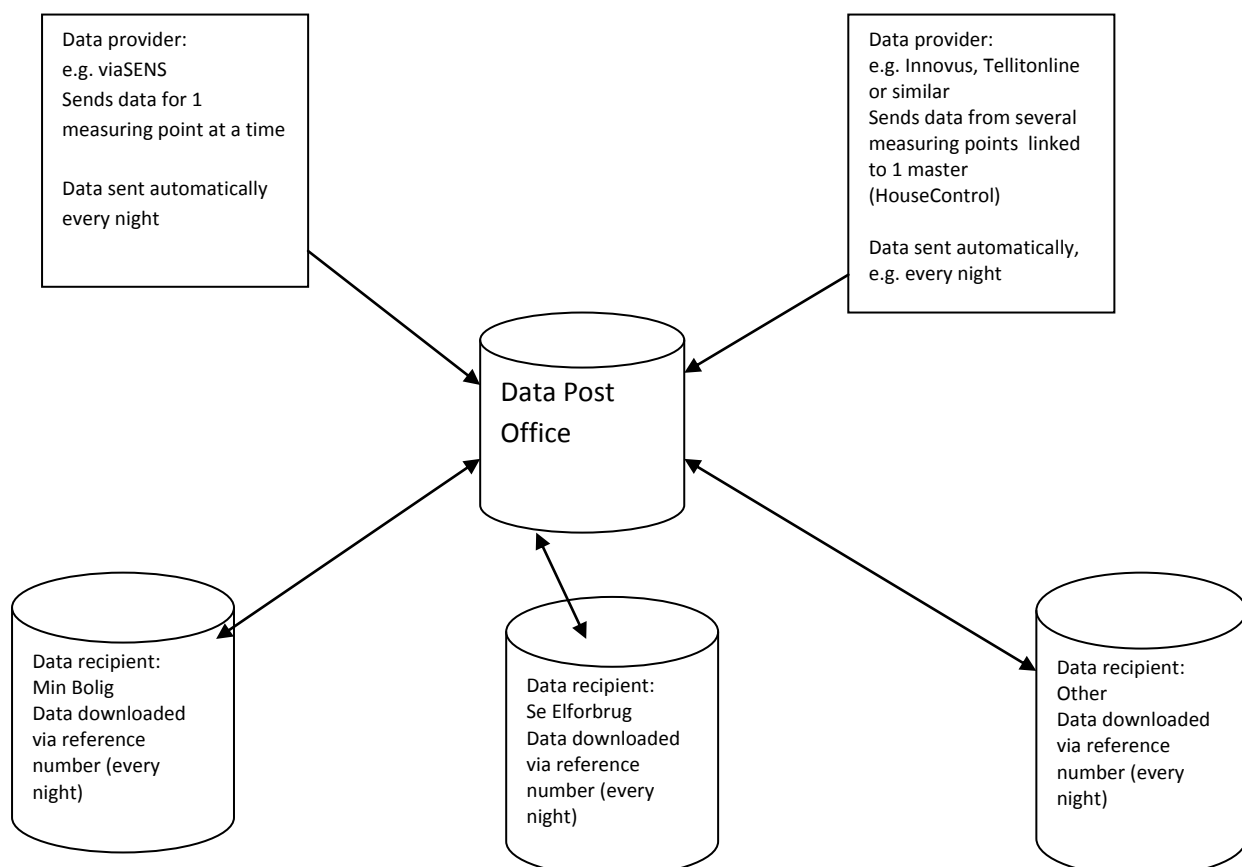 Data provider:
e.g. viaSENS
Sends data for 1
measuring point at a time
Data sent automatically
every night
Data provider:
e.g. Innovus, Tellitonline
or similar
Sends data from several
measuring points linked
to 1 master
(HouseControl)
Data sent automatically,
e.g. every night
Data Post
Office
Data recipient:
Min Bolig
Data downloaded
via reference
number (every
night)
Data recipient:
Se Elforbrug
Data downloaded
via reference
number (every
night)
Data recipient:
Other
Data downloaded
via reference
number (every
night)